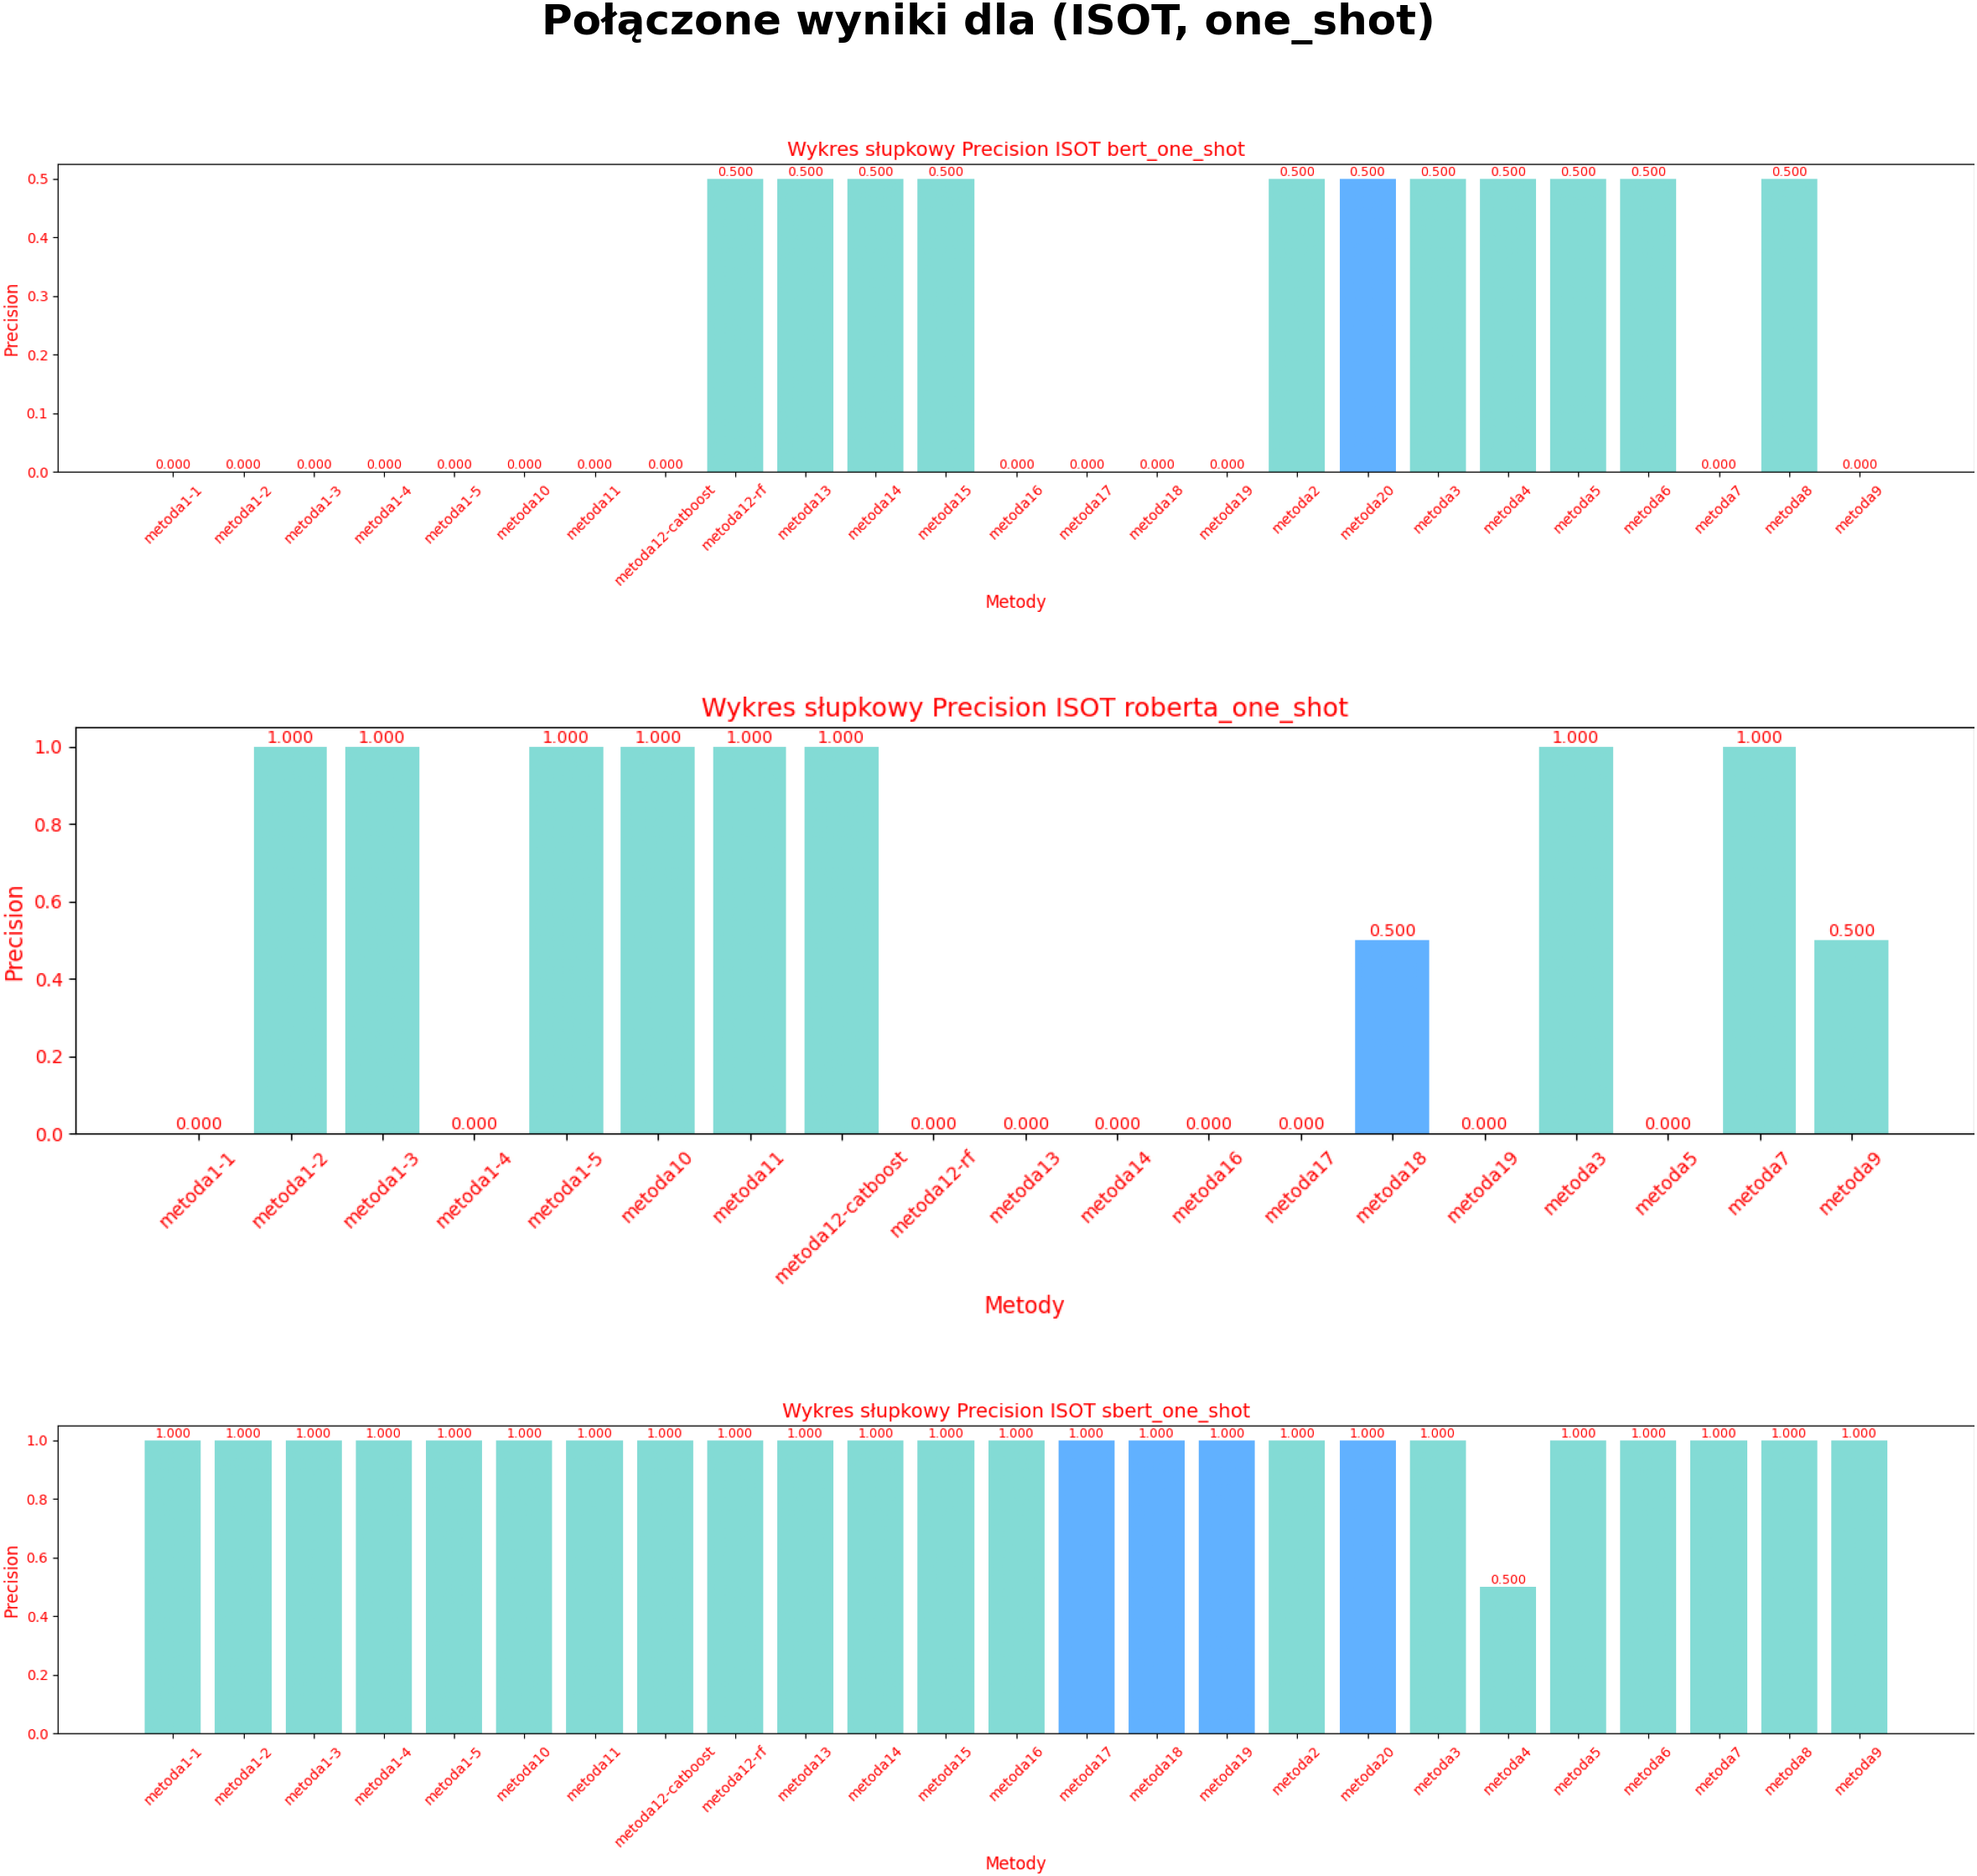 Połączone wyniki dla (ISOT, one_shot)
Wykres słupkowy Precision ISOT bert_one_shot
0.500 0.500 0.500 0.500 0.500 0.500 0.500 0.500 0.500 0.500 0.500
0.5
0.4
0.3
0.2
0.1
0.0
Precision
0.000 0.000 0.000 0.000 0.000 0.000 0.000 0.000 0.000 0.000 0.000 0.000 0.000 0.000
metoda1-1 metoda1-2 metoda1-3 metoda1-4 metoda1-5 metoda10 metoda11 metoda12-catboost metoda12-rf metoda13 metoda14 metoda15 metoda16 metoda17 metoda18 metoda19 metoda2 metoda20 metoda3 metoda4 metoda5 metoda6 metoda7 metoda8 metoda9
Metody
Wykres słupkowy Precision ISOT roberta_one_shot
1.000 1.000 1.000 1.000 1.000 1.000 1.000 1.000
1.0
0.8
0.6
0.500 0.500
0.4
0.2
0.0
Precision
0.000 0.000 0.000 0.000 0.000 0.000 0.000 0.000 0.000
metoda1-1 metoda1-2 metoda1-3 metoda1-4 metoda1-5 metoda10 metoda11 metoda12-catboost metoda12-rf metoda13 metoda14 metoda16 metoda17 metoda18 metoda19 metoda3 metoda5 metoda7 metoda9
Metody
Wykres słupkowy Precision ISOT sbert_one_shot
1.000 1.000 1.000 1.000 1.000 1.000 1.000 1.000 1.000 1.000 1.000 1.000 1.000 1.000 1.000 1.000 1.000 1.000 1.000 1.000 1.000 1.000 1.000 1.000
1.0
0.8
0.6
0.500
0.4
0.2
0.0
Precision
metoda1-1 metoda1-2 metoda1-3 metoda1-4 metoda1-5 metoda10 metoda11 metoda12-catboost metoda12-rf metoda13 metoda14 metoda15 metoda16 metoda17 metoda18 metoda19 metoda2 metoda20 metoda3 metoda4 metoda5 metoda6 metoda7 metoda8 metoda9
Metody